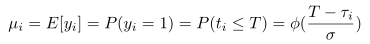 μ_i = E[y_i] = P(y_i = 1) = P(t_i ≤ T) = ϕ((T − τ_i)/σ)